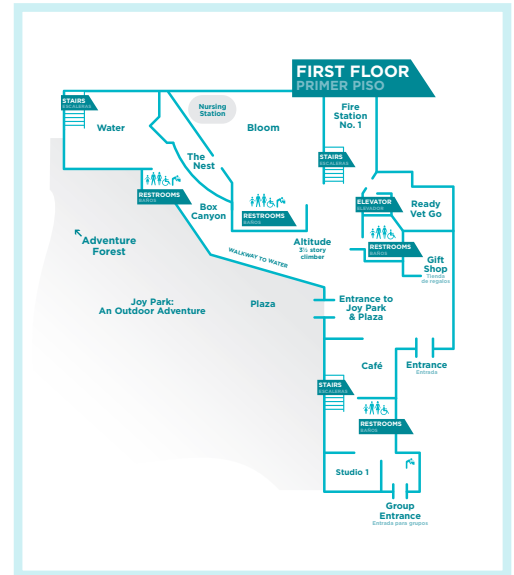 FIRST FLOOR
PRIMER PISO
STAIRS
ESCALERAS
Water
Nursing
Station
Bloom
Fire
Station
No. 1
STAIRS
ESCALERAS
The
Nest
RESTROOMS
BAÑOS
Box
Canyon
RESTROOMS
BAÑOS
ELEVATOR
ELEVADOR
Ready
Vet Go
RESTROOMS
BAÑOS
Adventure
Forest
Altitude
3½ story
climber
WALKWAY TO WATER
Gift
Shop
Tienda
de regalos
Joy Park:
An Outdoor Adventure
Plaza
Entrance to
Joy Park
& Plaza
Café
Entrance
Entrada
STAIRS
ESCALERAS
RESTROOMS
BAÑOS
Studio 1
Group
Entrance
Entrada para grupos